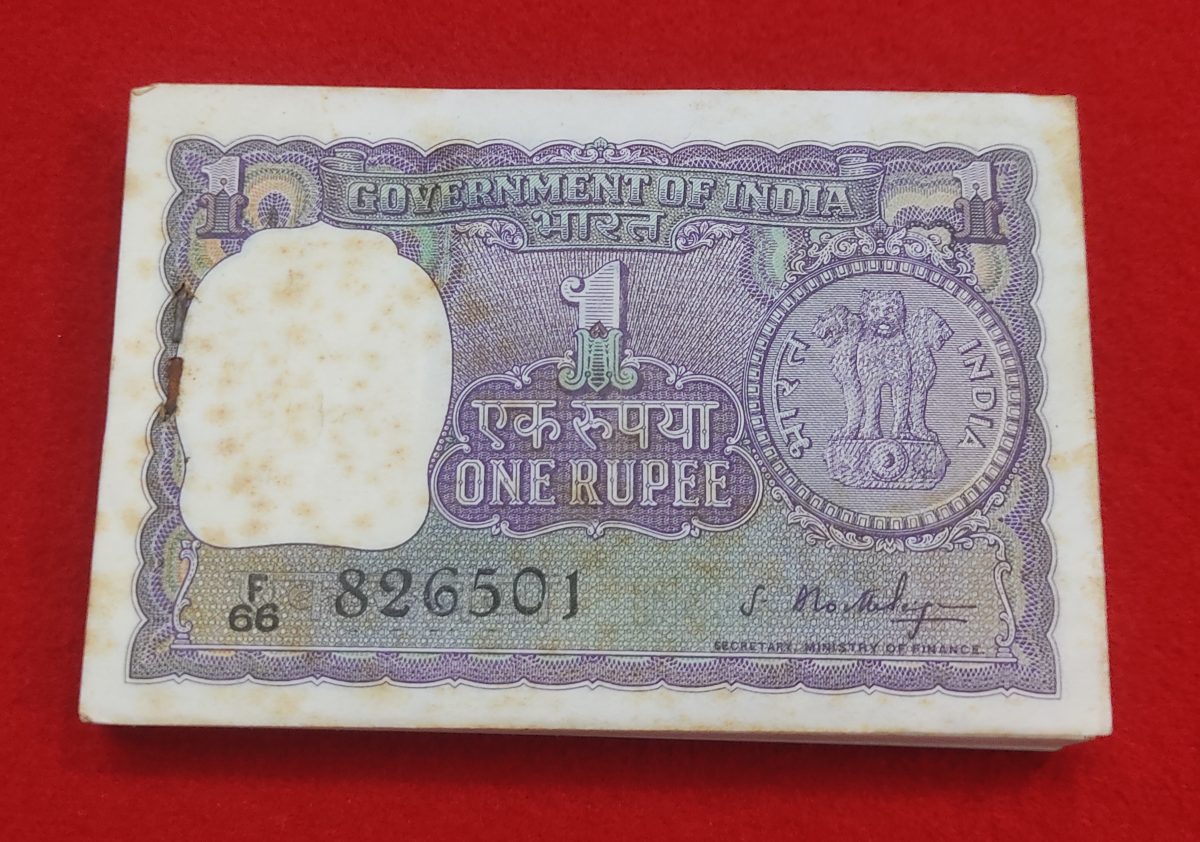 1 GOVERNMENT OF INDIA 1
भारत
1
भारत INDIA
एक रुपया
ONE RUPEE
F
66 826501
SECRETARY, MINISTRY OF FINANCE.